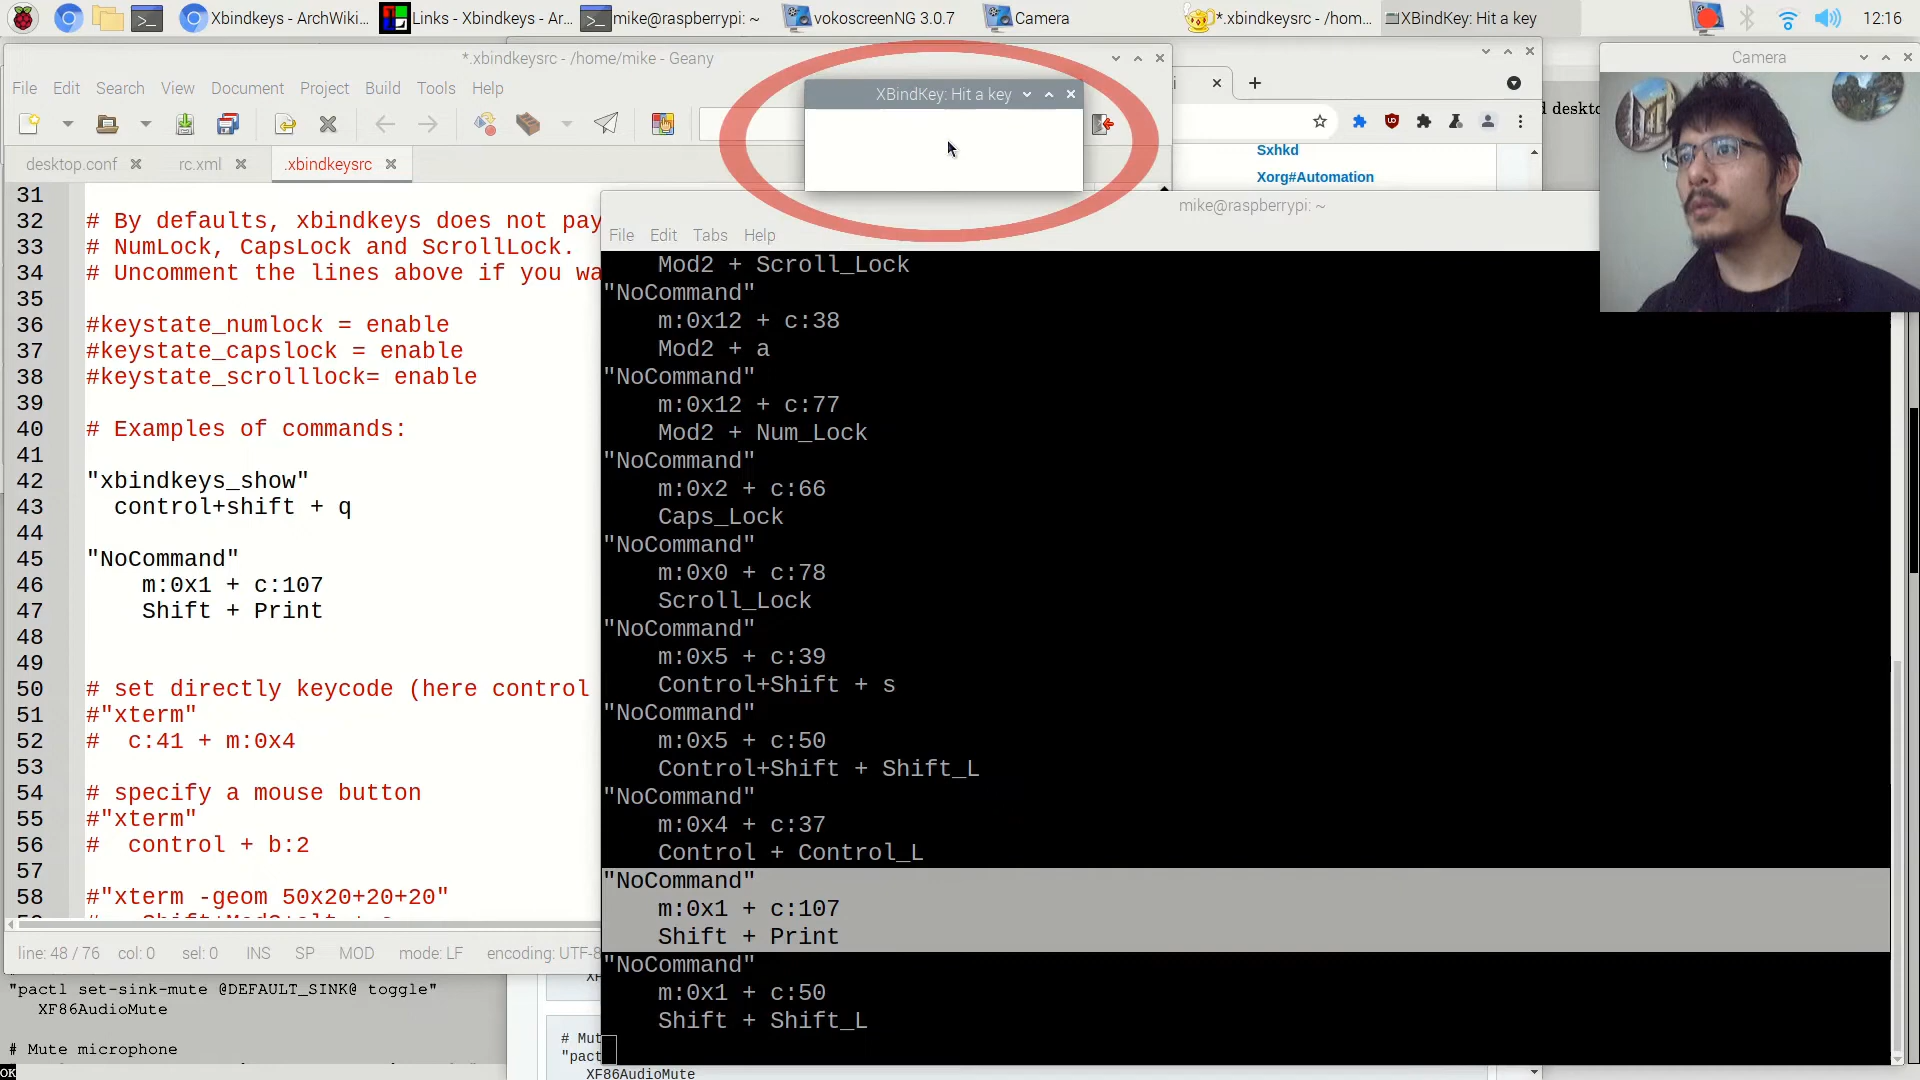 Xbindkeys - ArchWiki...
Links - Xbindkeys - Ar...
mike@raspberrypi: ~
vokoscreenNG 3.0.7
Camera
*.xbindkeysrc - /hom...
XBindKey: Hit a key
12:16
*.xbindkeysrc - /home/mike - Geany
File Edit Search View Document Project Build Tools Help
desktop.conf
rc.xml
.xbindkeysrc
31
32 # By defaults, xbindkeys does not pay
33 # NumLock, CapsLock and ScrollLock.
34 # Uncomment the lines above if you wa
35
36 #keystate_numlock = enable
37 #keystate_capslock = enable
38 #keystate_scrolllock= enable
39
40 # Examples of commands:
41
42 "xbindkeys_show"
43 control+shift + q
44
45 "NoCommand"
46 m:0x1 + c:107
47 Shift + Print
48
49
50 # set directly keycode (here control
51 #"xterm"
52 # c:41 + m:0x4
53
54 # specify a mouse button
55 #"xterm"
56 # control + b:2
57
58 #"xterm -geom 50x20+20+20"
line: 48 / 76 col: 0 sel: 0 INS SP MOD mode: LF encoding: UTF-8
"pactl set-sink-mute @DEFAULT_SINK@ toggle"
XF86AudioMute
# Mute microphone
OK
XBindKey: Hit a key
Sxhkd
Xorg#Automation
d deskto
Camera
mike@raspberrypi: ~
File Edit Tabs Help
Mod2 + Scroll_Lock
"NoCommand"
m:0x12 + c:38
Mod2 + a
"NoCommand"
m:0x12 + c:77
Mod2 + Num_Lock
"NoCommand"
m:0x2 + c:66
Caps_Lock
"NoCommand"
m:0x0 + c:78
Scroll_Lock
"NoCommand"
m:0x5 + c:39
Control+Shift + s
"NoCommand"
m:0x5 + c:50
Control+Shift + Shift_L
"NoCommand"
m:0x4 + c:37
Control + Control_L
"NoCommand"
m:0x1 + c:107
Shift + Print
"NoCommand"
m:0x1 + c:50
Shift + Shift_L
# Mut
"pact
XF86AudioMute